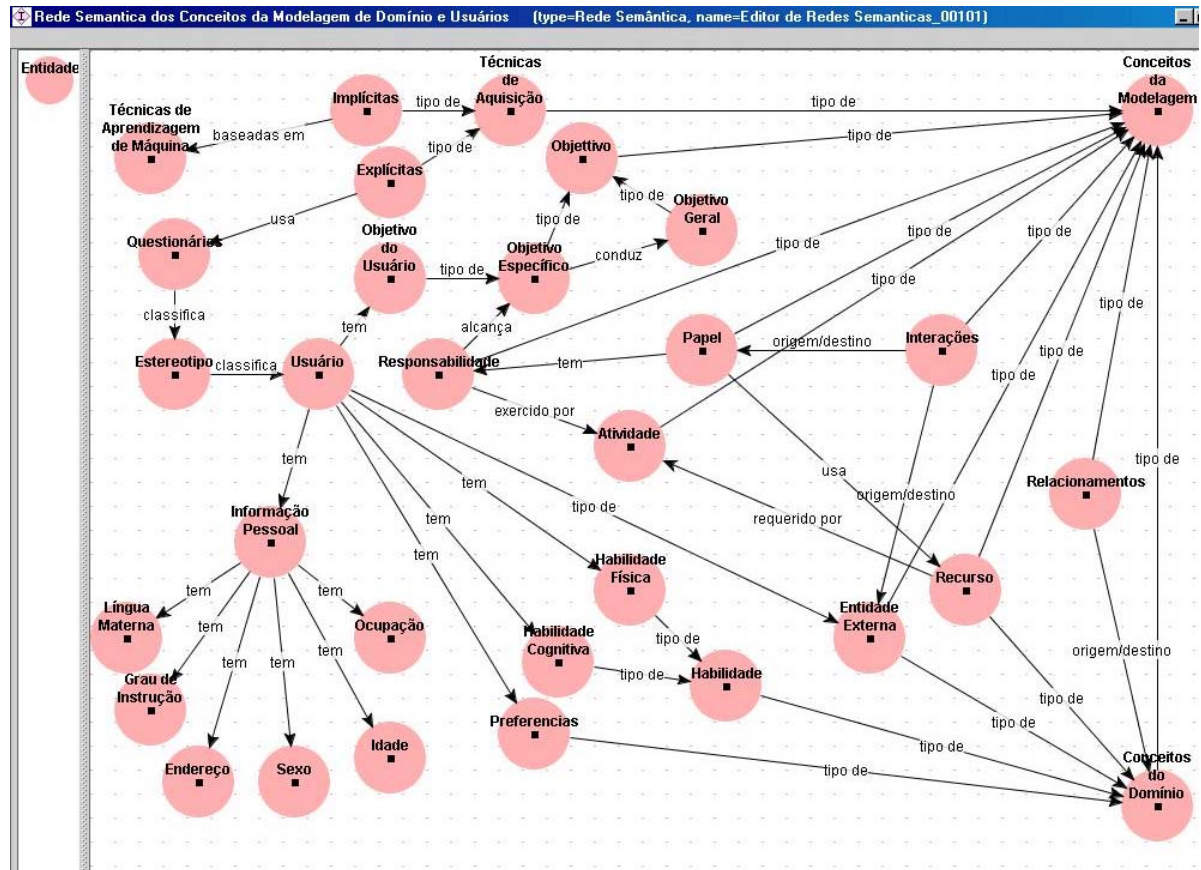 Rede Semantica dos Conceitos da Modelagem de Domínio e Usuários (type=Rede Semântica, name=Editor de Redes Semanticas_00101)
Entidade
Técnicas de
Aprendizagem
de Máquina
baseadas em
Implícitas
tipo de
Técnicas
de
Aquisição
tipo de
Conceitos
da
Modelagem
Explícitas
tipo de
Objettivo
tipo de
usa
Questionários
Objetivo
do
Usuário
tipo de
Objetivo
Específico
tipo de
conduz
tipo de
Objetivo
Geral
tipo de
tipo de
tipo de
classifica
Estereotipo
classifica
Usuário
tem
alcança
Responsabilidade
tem
Papel
origem/destino
Interações
tipo de
tipo de
tipo de
exercido por
Atividade
tem
tem
tem
tem
tipo de
usa
requerido por
origem/destino
Relacionamentos
tipo de
Informação
Pessoal
tem
tem
tem
tem
tem
tem
Língua
Materna
Grau de
Instrução
Endereço
Sexo
Idade
Ocupação
Habilidade
Física
tipo de
Habilidade
Cognitiva
tipo de
Habilidade
Preferencias
Entidade
Externa
Recurso
origem/destino
tipo de
tipo de
tipo de
tipo de
Conceitos
do
Domínio